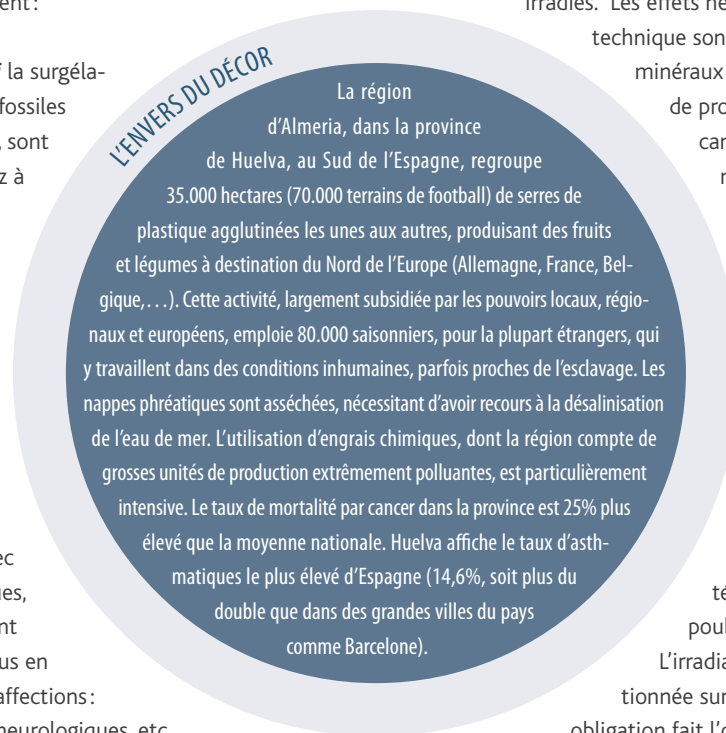 ent :
la surgéla-
fossiles
sont
z à
ec
ues,
nt
us en
affections :
neurologiques, etc
L'ENVERS DU DÉCOR
La région
d'Almeria, dans la province
de Huelva, au Sud de l'Espagne, regroupe
35.000 hectares (70.000 terrains de football) de serres de
plastique agglutinées les unes aux autres, produisant des fruits
et légumes à destination du Nord de l'Europe (Allemagne, France, Bel-
gique,…). Cette activité, largement subsidiée par les pouvoirs locaux, régio-
naux et européens, emploie 80.000 saisonniers, pour la plupart étrangers, qui
y travaillent dans des conditions inhumaines, parfois proches de l'esclavage. Les
nappes phréatiques sont asséchées, nécessitant d'avoir recours à la désalinisation
de l'eau de mer. L'utilisation d'engrais chimiques, dont la région compte de
grosses unités de production extrêmement polluantes, est particulièrement
intensive. Le taux de mortalité par cancer dans la province est 25% plus
élevé que la moyenne nationale. Huelva affiche le taux d'asth-
matiques le plus élevé d'Espagne (14,6%, soit plus du
double que dans des grandes villes du pays
comme Barcelone).
irradiés. Les effets né
technique son
minéraux
de pro
can
té
poul
L'irradia
tionnée sur
obligation fait l'o